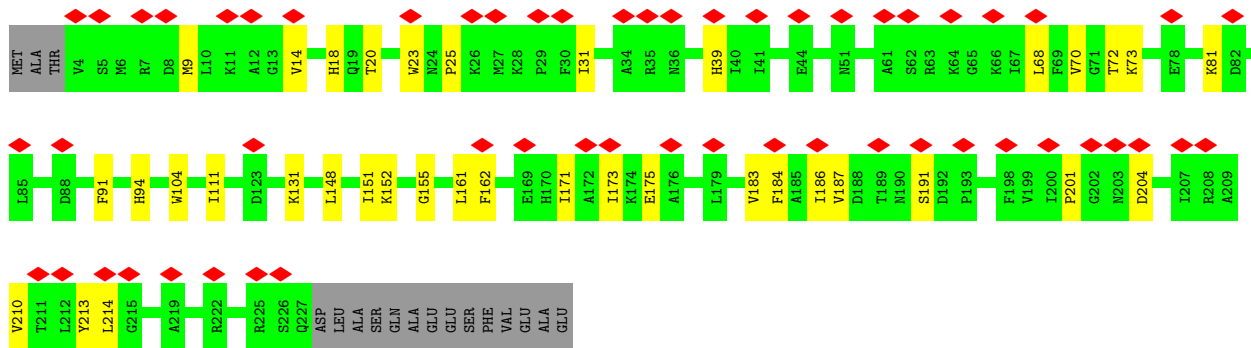 MET ALA THR V4 S5 M6 R7 D8 M9 L10 K11 A12 G13 V14 H18 Q19 T20 W23 N24 P25 K26 M27 K28 P29 F30 I31 A34 R35 N36 H39 I40 I41 E44 N51 A61 S62 R63 K64 G65 K66 I67 L68 F69 V70 G71 T72 K73 E78 K81 D82
L85 D88 F91 H94 W104 I111 D123 K131 L148 I151 K152 G155 L161 F162 E169 H170 I171 A172 I173 K174 E175 A176 L179 V183 F184 A185 I186 V187 D188 T189 N190 S191 D192 P193 F198 V199 I200 P201 G202 N203 D204 I207 R208 A209
V210 T211 L212 Y213 L214 G215 A219 R222 R225 S226 Q227 ASP LEU ALA SER GLN ALA GLU GLU SER PHE VAL GLU ALA GLU